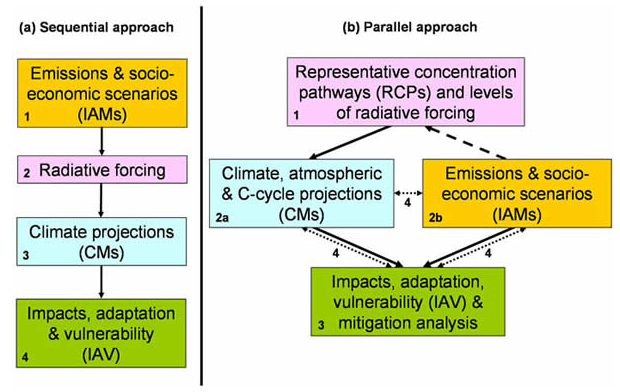 (a) Sequential approach
Emissions & socio-
economic scenarios
(IAMs)
1
2 Radiative forcing
Climate projections
(CMs)
3
Impacts, adaptation
& vulnerability
(IAV)
4
(b) Parallel approach
Representative concentration
pathways (RCPs) and levels
of radiative forcing
1
Climate, atmospheric
& C-cycle projections
(CMs)
2a
4
Emissions & socio-
economic scenarios
(IAMs)
2b
4
4
Impacts, adaptation,
vulnerability (IAV) &
mitigation analysis
3